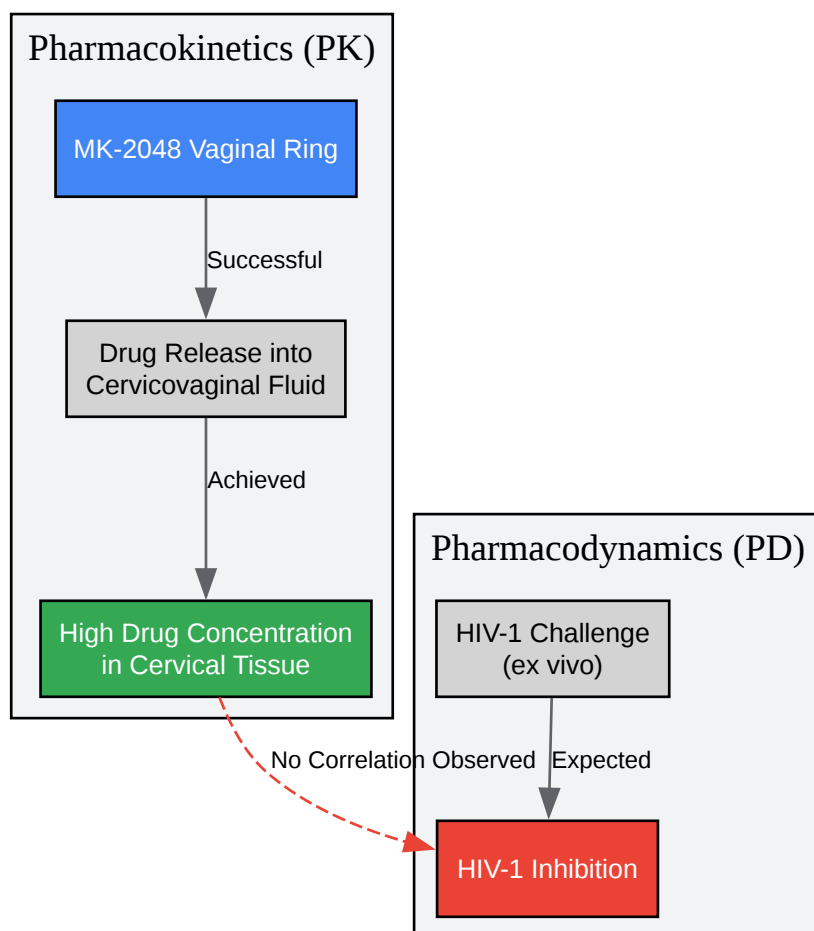 Pharmacokinetics (PK)
MK-2048 Vaginal Ring
Successful
Drug Release into
Cervicovaginal Fluid
Achieved
High Drug Concentration
in Cervical Tissue
Pharmacodynamics (PD)
HIV-1 Challenge
(ex vivo)
No Correlation Observed
Expected
HIV-1 Inhibition